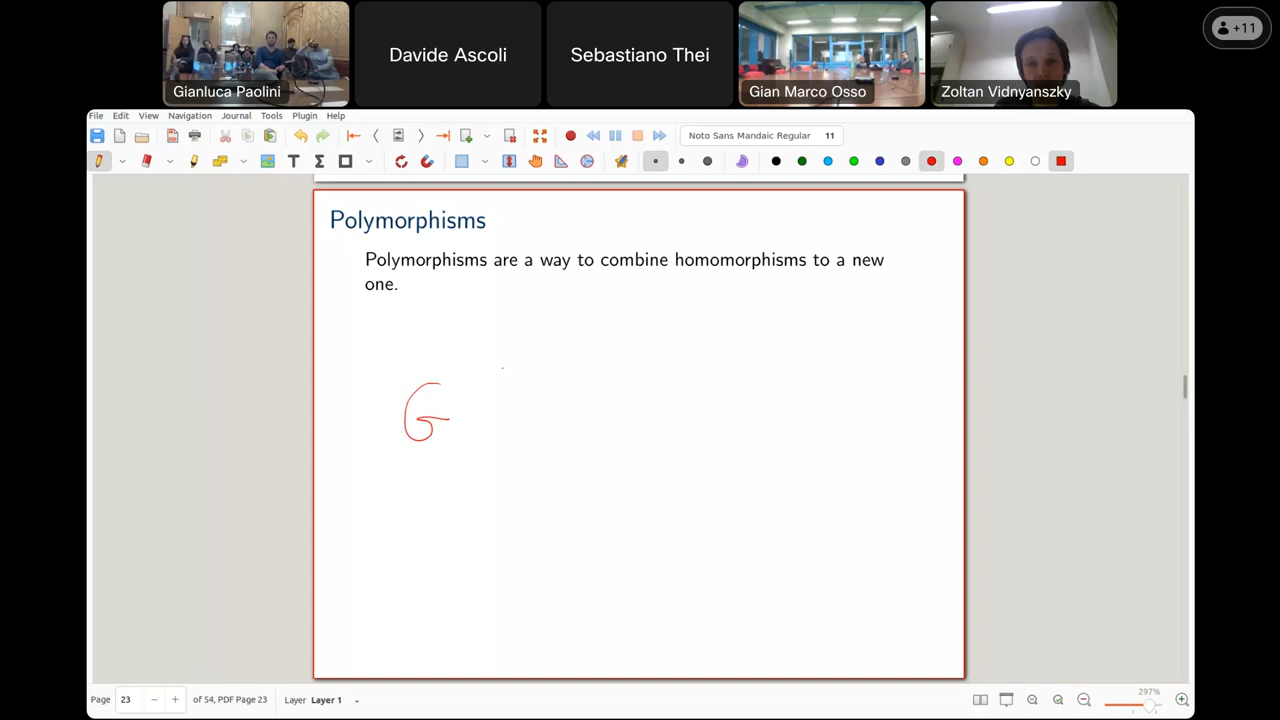 Gianluca Paolini
Davide Ascoli
Sebastiano Thei
Gian Marco Osso
Zoltan Vidnyanszky
+11
File Edit View Navigation Journal Tools Plugin Help
Noto Sans Mandaic Regular 11
Polymorphisms
Polymorphisms are a way to combine homomorphisms to a new
one.
G
Page 23 of 54, PDF Page 23 Layer Layer 1 297%